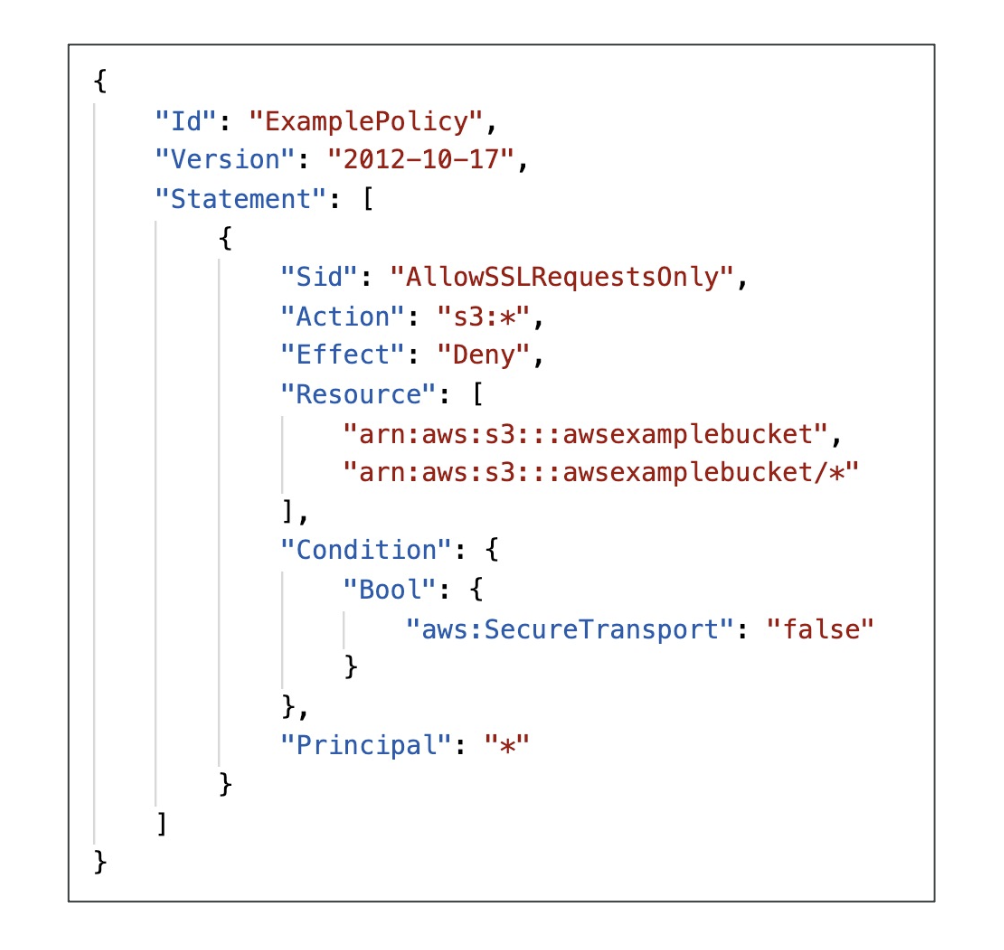 {
    "Id": "ExamplePolicy",
    "Version": "2012-10-17",
    "Statement": [
        {
            "Sid": "AllowSSLRequestsOnly",
            "Action": "s3:*",
            "Effect": "Deny",
            "Resource": [
                "arn:aws:s3:::awsexamplebucket",
                "arn:aws:s3:::awsexamplebucket/*"
            ],
            "Condition": {
                "Bool": {
                    "aws:SecureTransport": "false"
                }
            },
            "Principal": "*"
        }
    ]
}